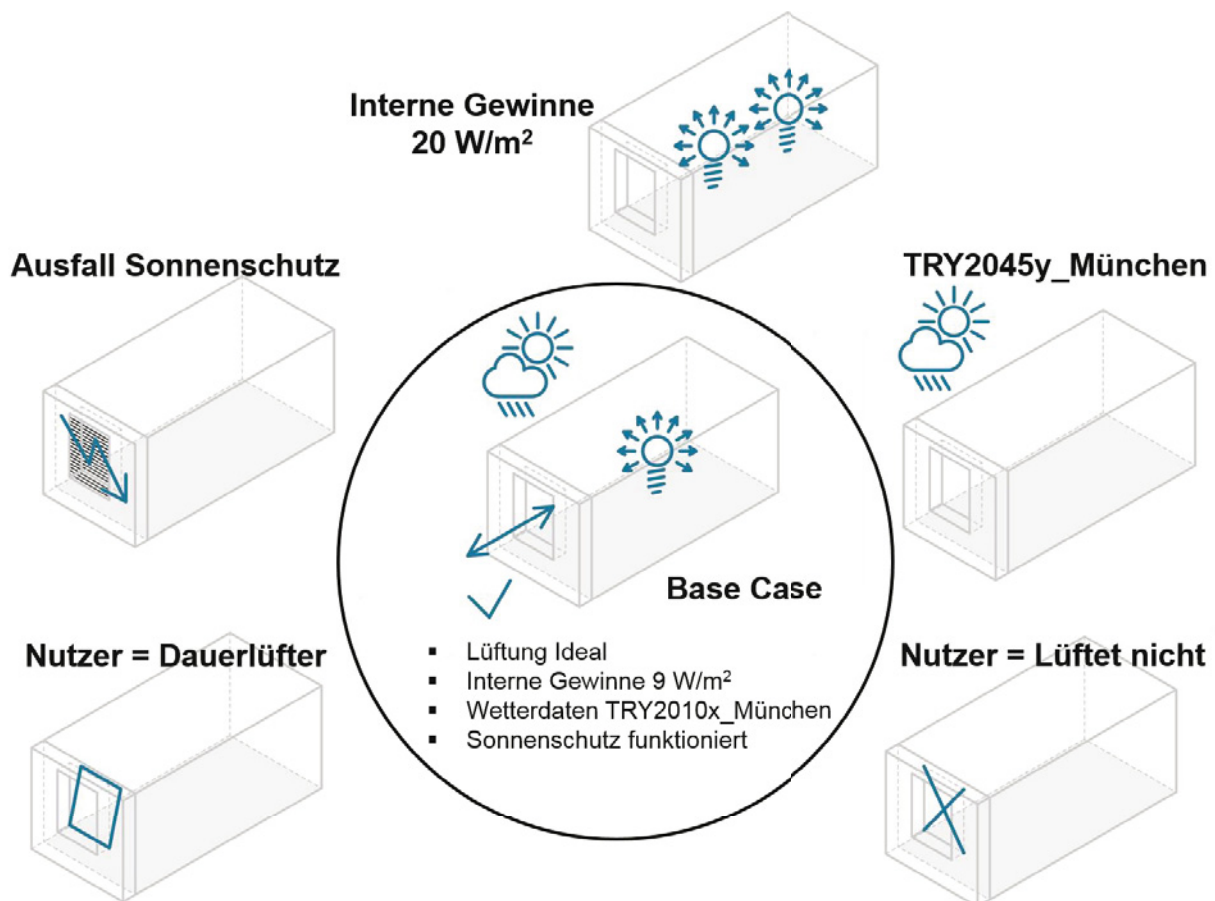 Interne Gewinne
20 W/m²
Ausfall Sonnenschutz
TRY2045y_München
Base Case
Nutzer = Dauerlüfter
Nutzer = Lüftet nicht
▪ Lüftung Ideal
▪ Interne Gewinne 9 W/m²
▪ Wetterdaten TRY2010x_München
▪ Sonnenschutz funktioniert